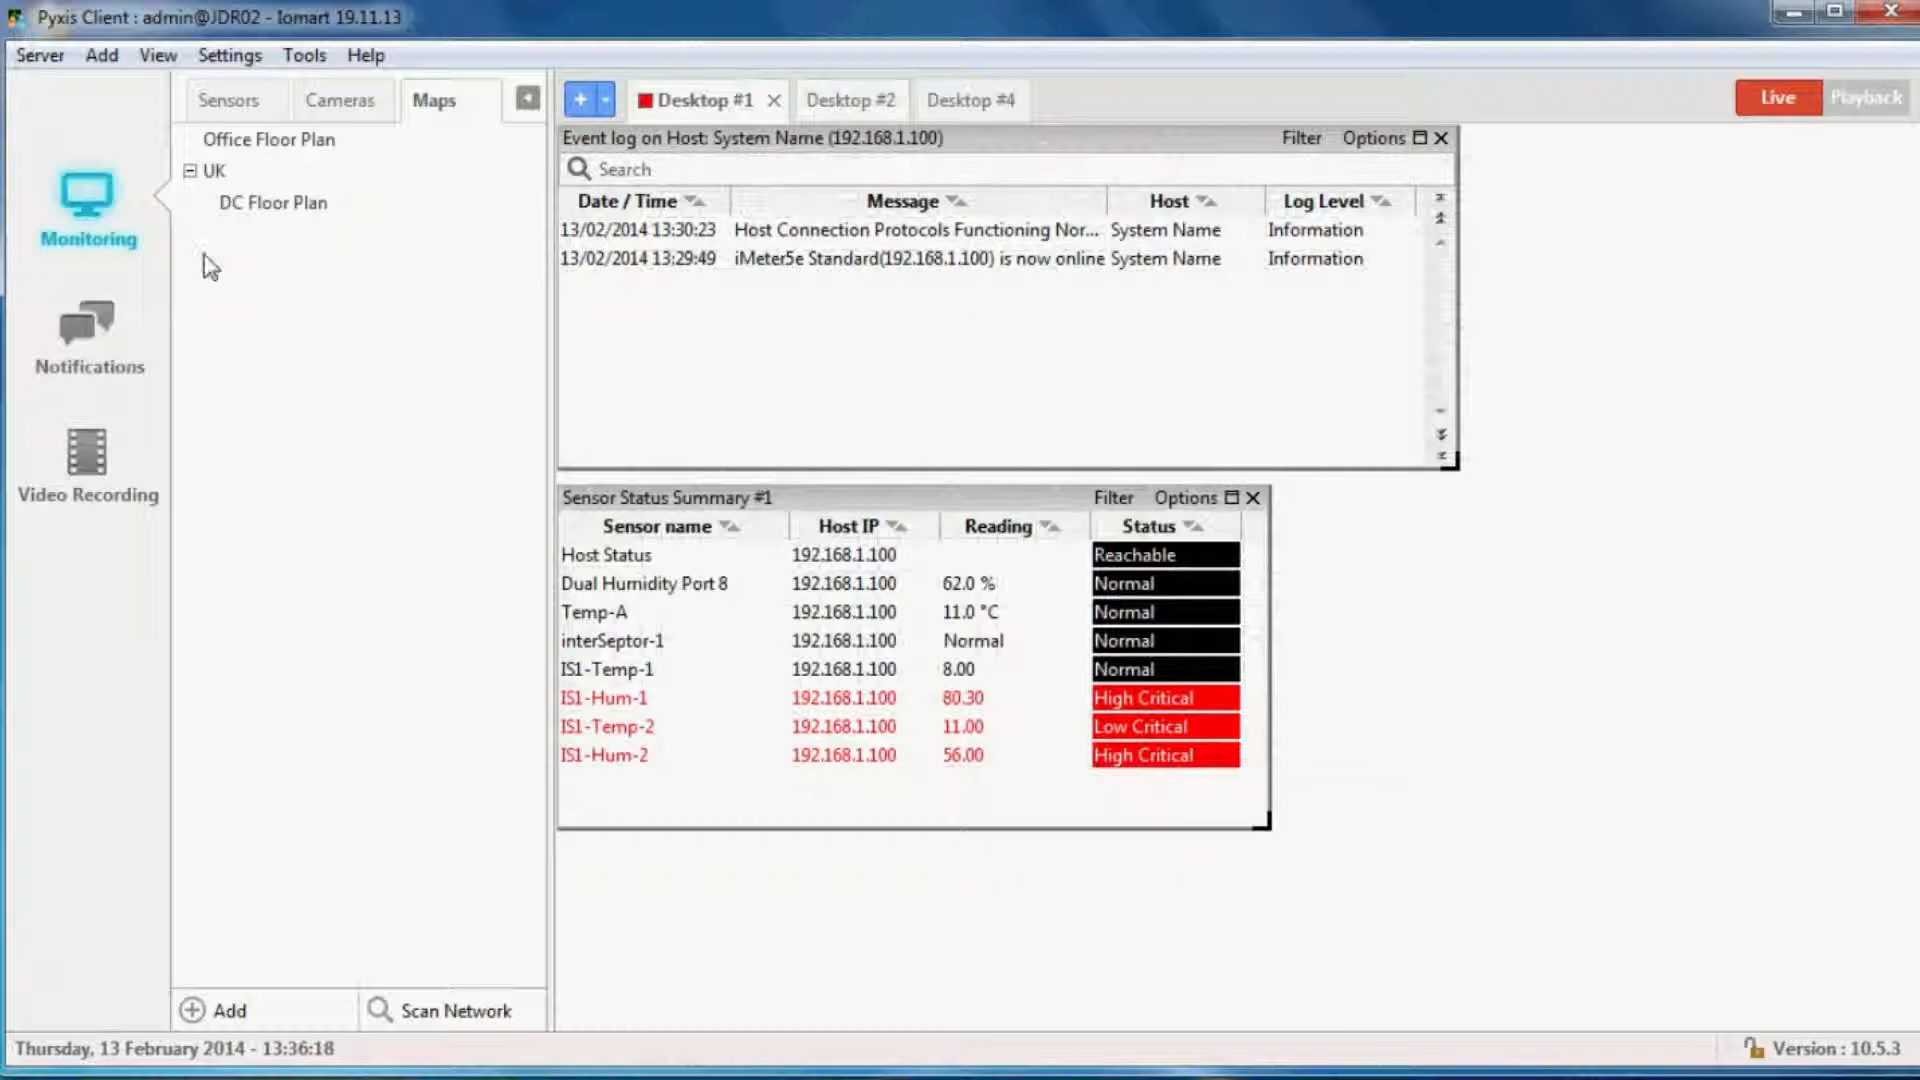 Pyxis Client : admin@JDR02 - Iomart 19.11.13
Server Add View Settings Tools Help
Sensors Cameras Maps
Desktop #1 Desktop #2 Desktop #4
Live Playback
Monitoring
Notifications
Video Recording
Office Floor Plan
UK
DC Floor Plan
Event log on Host: System Name (192.168.1.100) Filter Options
Search
Date / Time Message Host Log Level
13/02/2014 13:30:23 Host Connection Protocols Functioning Nor... System Name Information
13/02/2014 13:29:49 iMeter5e Standard(192.168.1.100) is now online System Name Information
Sensor Status Summary #1 Filter Options
Sensor name Host IP Reading Status
Host Status 192.168.1.100 Reachable
Dual Humidity Port 8 192.168.1.100 62.0 % Normal
Temp-A 192.168.1.100 11.0 °C Normal
interSeptor-1 192.168.1.100 Normal Normal
IS1-Temp-1 192.168.1.100 8.00 Normal
IS1-Hum-1 192.168.1.100 80.30 High Critical
IS1-Temp-2 192.168.1.100 11.00 Low Critical
IS1-Hum-2 192.168.1.100 56.00 High Critical
Add Scan Network
Thursday, 13 February 2014 - 13:36:18
Version : 10.5.3